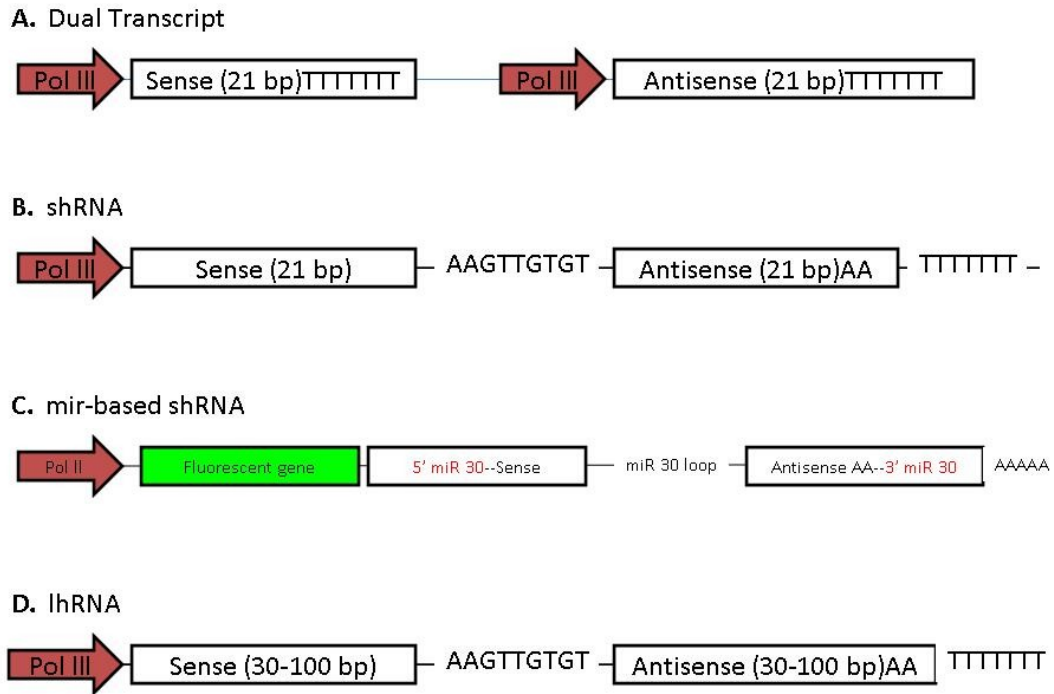 A. Dual Transcript
Pol III Sense (21 bp)TTTTTTT Pol III Antisense (21 bp)TTTTTTT
B. shRNA
Pol III Sense (21 bp) AAGTTGTGT Antisense (21 bp)AA TTTTTTT
C. mir-based shRNA
Pol II Fluorescent gene 5' miR 30--Sense miR 30 loop Antisense AA--3' miR 30 AAAAA
D. lhRNA
Pol III Sense (30-100 bp) AAGTTGTGT Antisense (30-100 bp)AA TTTTTTT